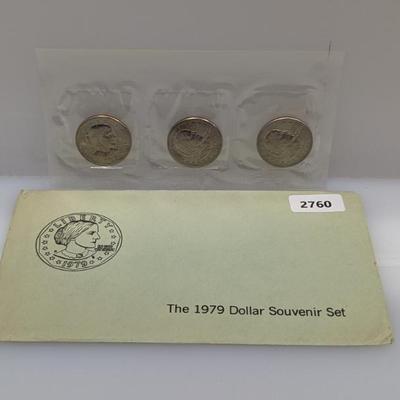 2760
LIBERTY
1979
The 1979 Dollar Souvenir Set